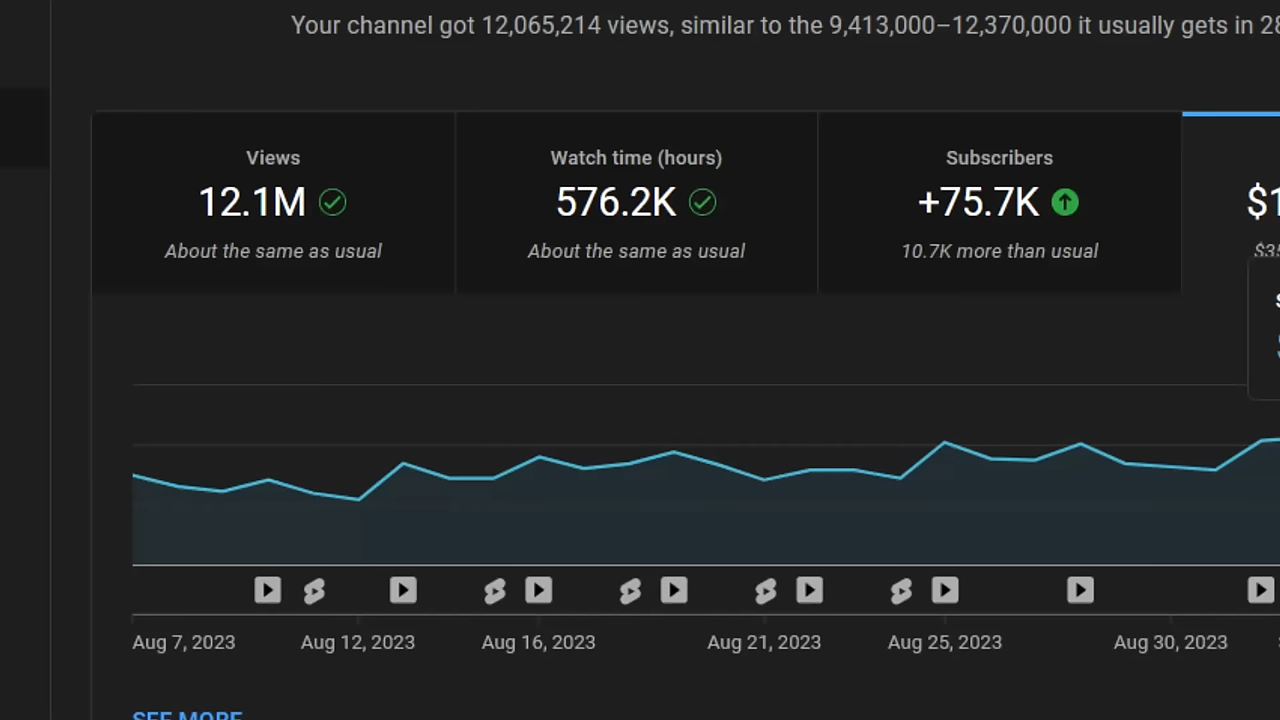 Your channel got 12,065,214 views, similar to the 9,413,000–12,370,000 it usually gets in 28
Views
12.1M
About the same as usual
Watch time (hours)
576.2K
About the same as usual
Subscribers
+75.7K
10.7K more than usual
$1
Aug 7, 2023 Aug 12, 2023 Aug 16, 2023 Aug 21, 2023 Aug 25, 2023 Aug 30, 2023
SEE MORE